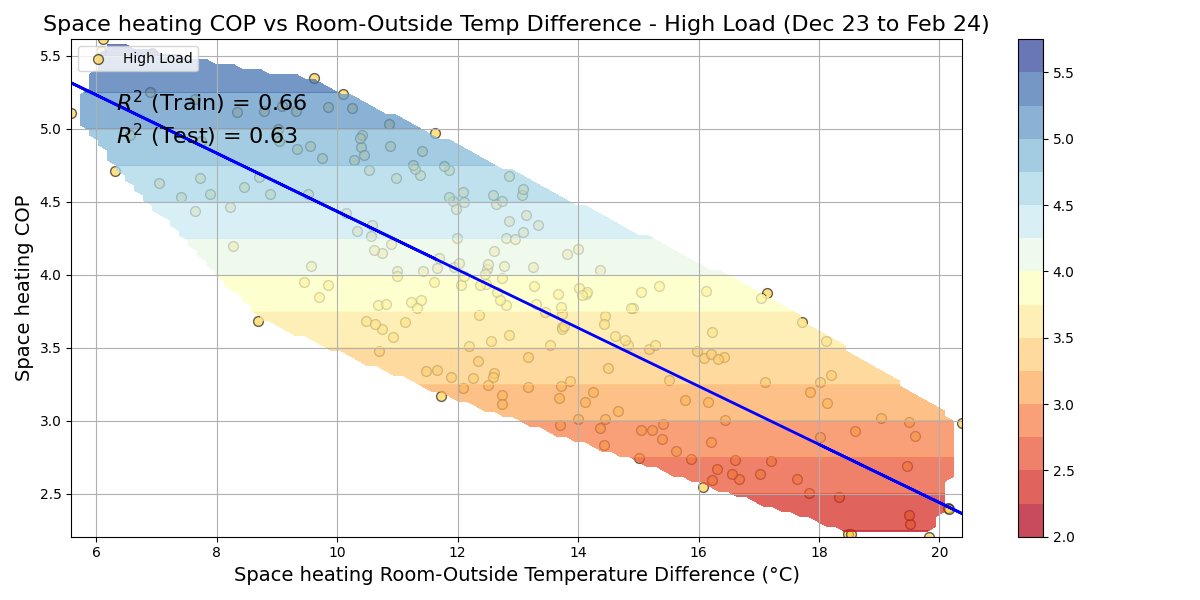 Space heating COP vs Room-Outside Temp Difference - High Load (Dec 23 to Feb 24)
High Load
R² (Train) = 0.66
R² (Test) = 0.63
Space heating COP
5.5
5.0
4.5
4.0
3.5
3.0
2.5
6 8 10 12 14 16 18 20
Space heating Room-Outside Temperature Difference (°C)
5.5
5.0
4.5
4.0
3.5
3.0
2.5
2.0